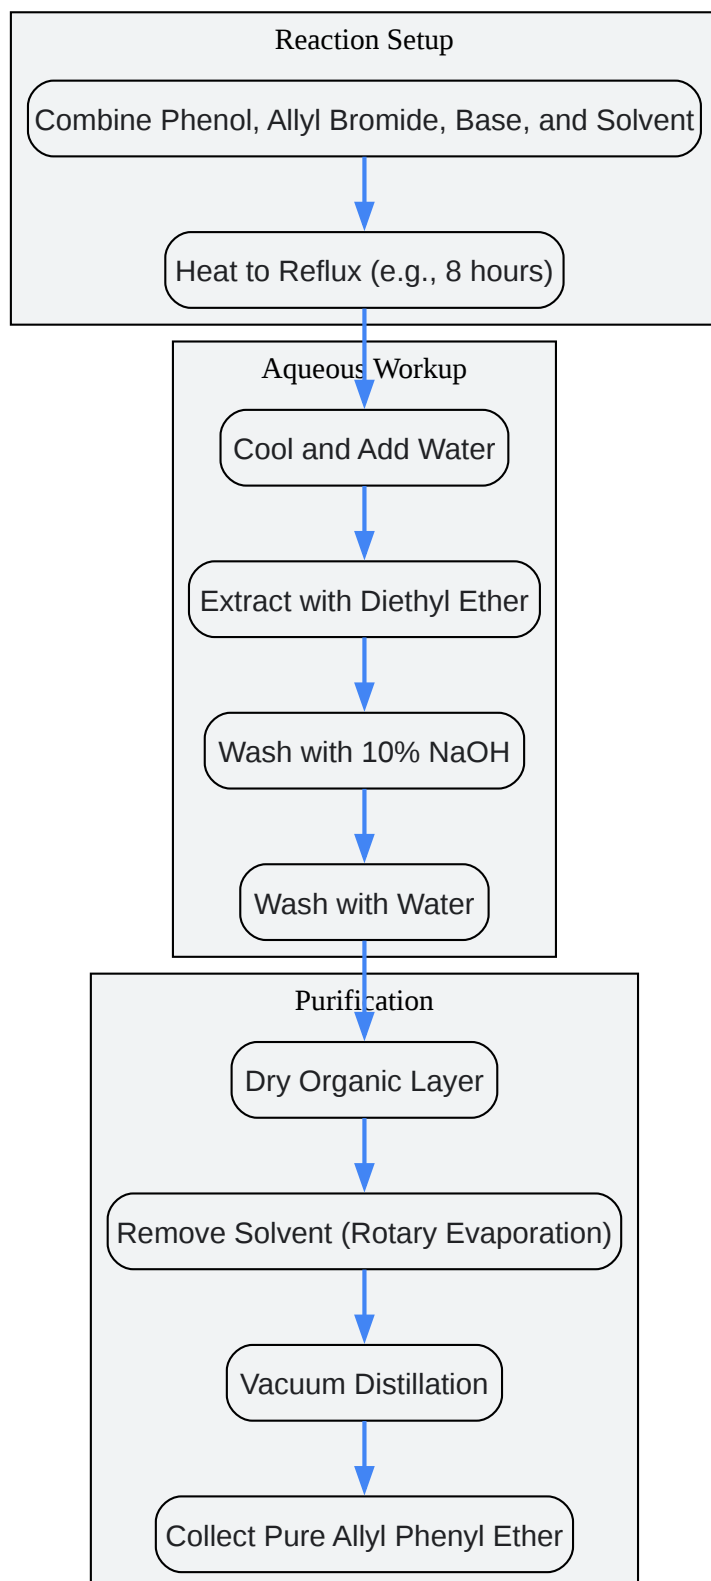 Reaction Setup
Combine Phenol, Allyl Bromide, Base, and Solvent
Heat to Reflux (e.g., 8 hours)
Aqueous Workup
Cool and Add Water
Extract with Diethyl Ether
Wash with 10% NaOH
Wash with Water
Purification
Dry Organic Layer
Remove Solvent (Rotary Evaporation)
Vacuum Distillation
Collect Pure Allyl Phenyl Ether